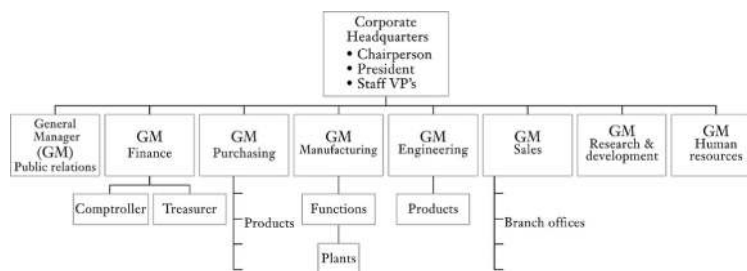 Corporate
Headquarters
• Chairperson
• President
• Staff VP's
General
Manager
(GM)
Public relations
GM
Finance
GM
Purchasing
GM
Manufacturing
GM
Engineering
GM
Sales
GM
Research &
development
GM
Human
resources
Comptroller
Treasurer
Products
Functions
Products
Branch offices
Plants